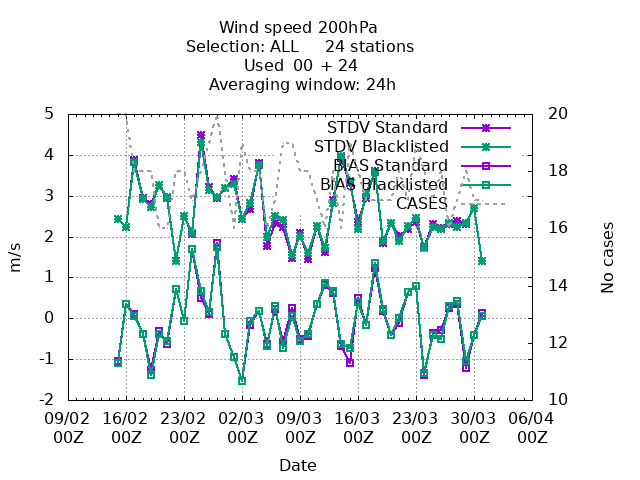 Wind speed 200hPa
Selection: ALL 24 stations
Used 00 + 24
Averaging window: 24h
5
4
3
2
1
0
-1
-2
m/s
20
18
16
14
12
10
No cases
STDV Standard
STDV Blacklisted
BIAS Standard
BIAS Blacklisted
CASES
09/02 16/02 23/02 02/03 09/03 16/03 23/03 30/03 06/04
00Z 00Z 00Z 00Z 00Z 00Z 00Z 00Z 00Z
Date